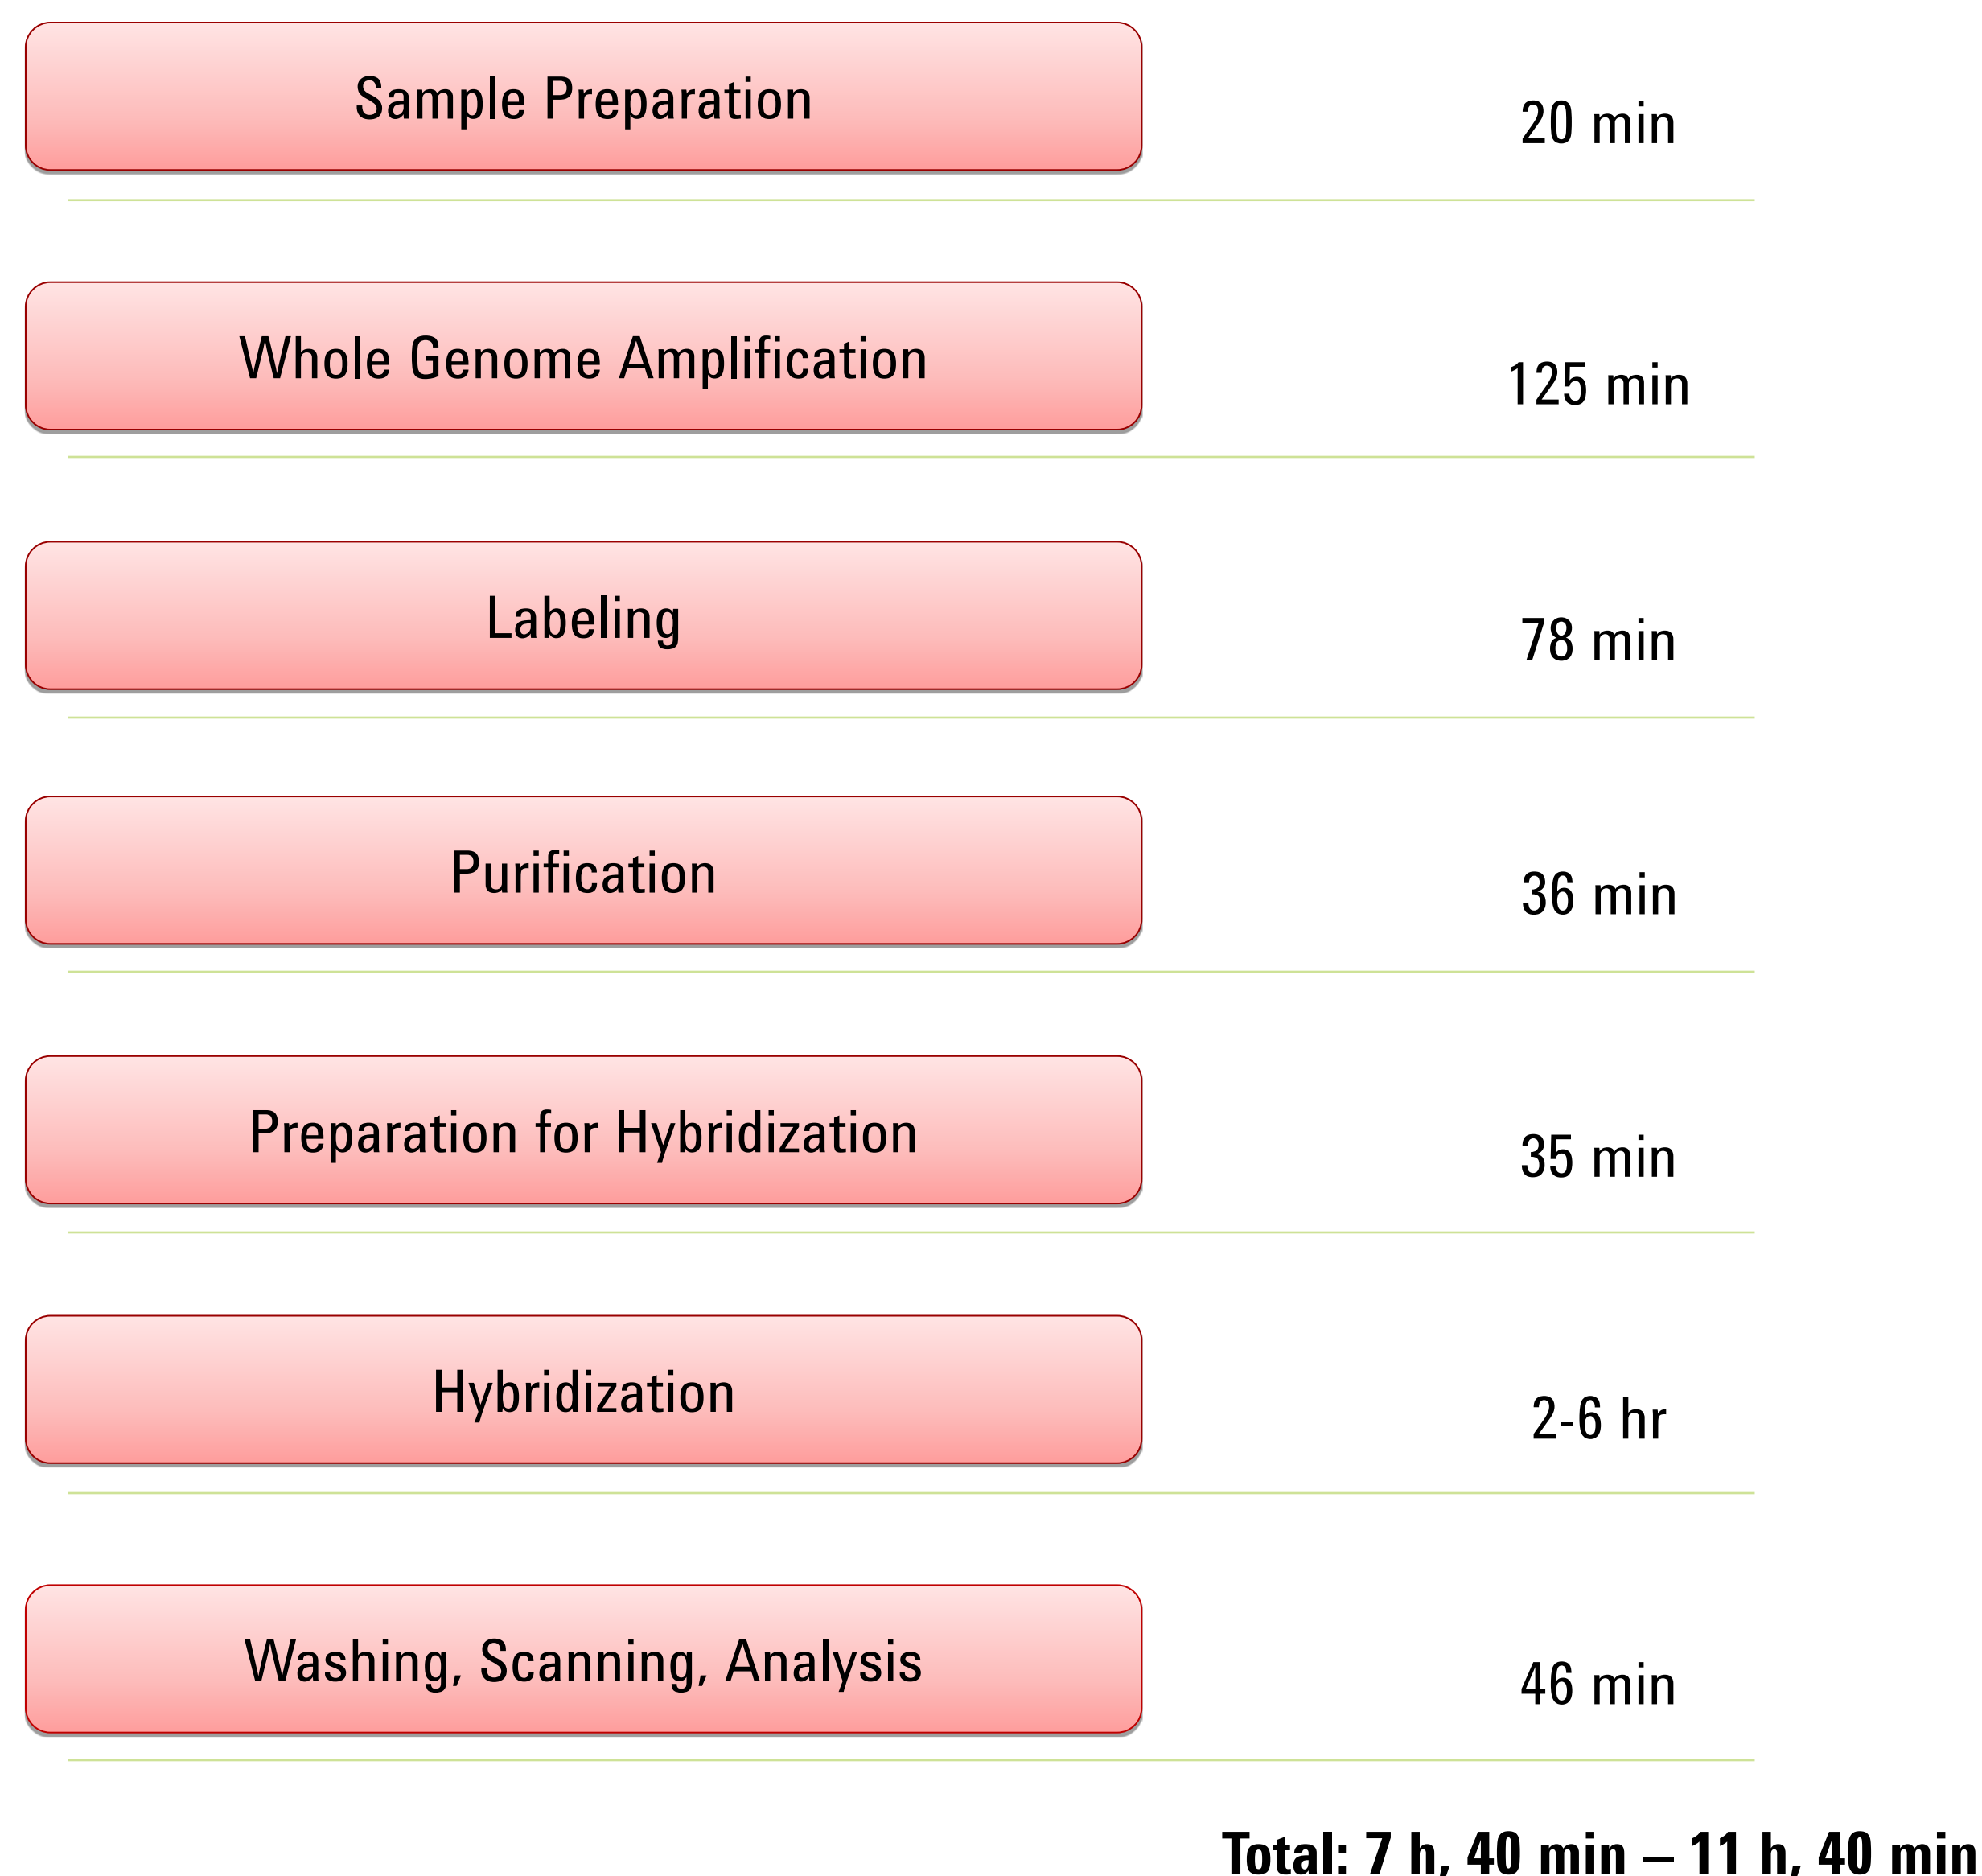 Sample Preparation
20 min
Whole Genome Amplification
125 min
Labeling
78 min
Purification
36 min
Preparation for Hybridization
35 min
Hybridization
2-6 hr
Washing, Scanning, Analysis
46 min
Total: 7 h, 40 min – 11 h, 40 min